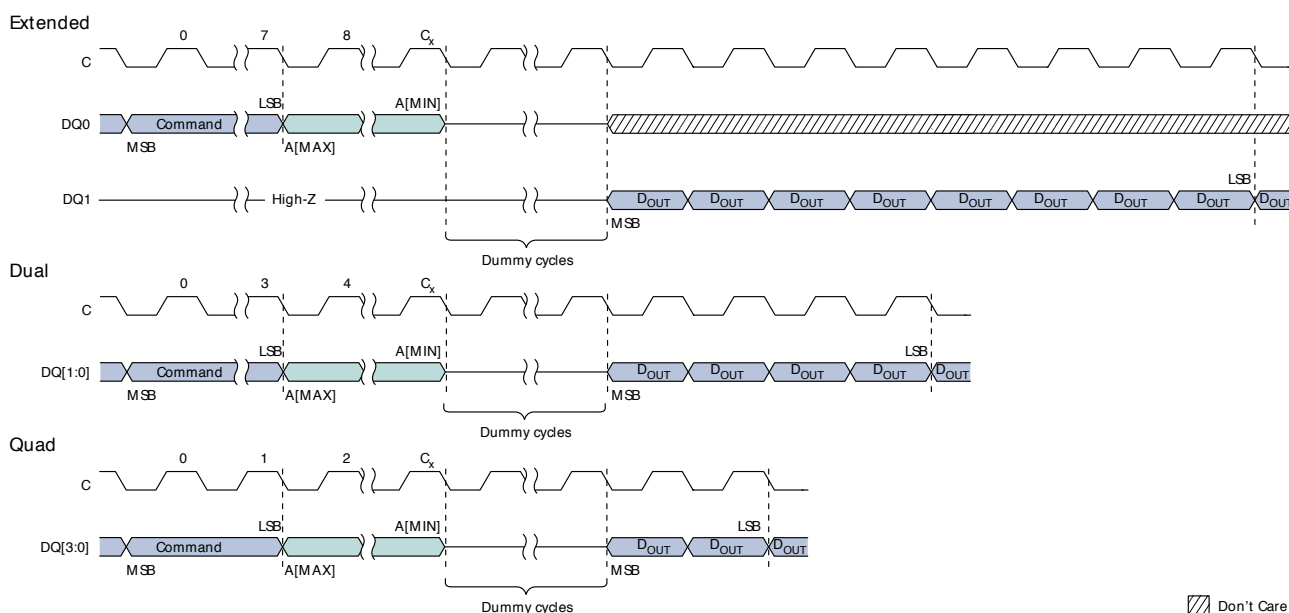 Extended
0 7 8 Cx
C
LSB A[MIN]
DQ0 Command
MSB A[MAX]
LSB
DQ1 High-Z DOUT DOUT DOUT DOUT DOUT DOUT DOUT DOUT DOUT
MSB
Dummy cycles
Dual
0 3 4 Cx
C
LSB A[MIN] LSB
DQ[1:0] Command DOUT DOUT DOUT DOUT DOUT
MSB A[MAX] MSB
Dummy cycles
Quad
0 1 2 Cx
C
LSB A[MIN] LSB
DQ[3:0] Command DOUT DOUT DOUT
MSB A[MAX] MSB
Dummy cycles
Don't Care